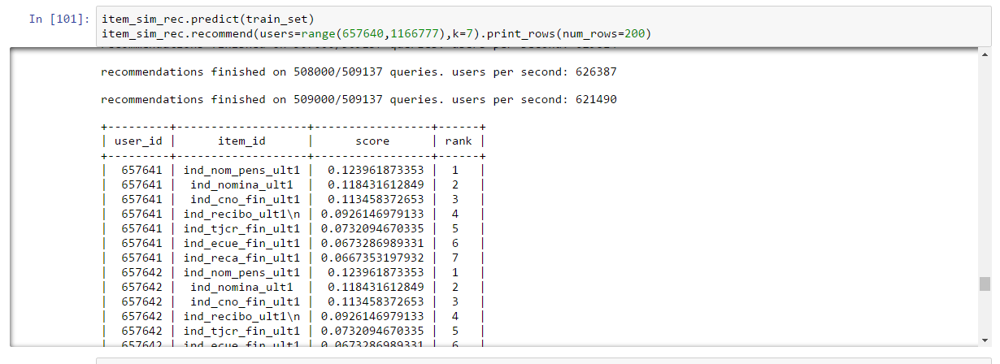 In [101]:
item_sim_rec.predict(train_set)
item_sim_rec.recommend(users=range(657640,1166777),k=7).print_rows(num_rows=200)
recommendations finished on 508000/509137 queries. users per second: 626387
recommendations finished on 509000/509137 queries. users per second: 621490
+---------+-------------------+-----------------+------+
| user_id | item_id | score | rank |
+---------+-------------------+-----------------+------+
| 657641 | ind_nom_pens_ult1 | 0.123961873353 | 1 |
| 657641 | ind_nomina_ult1 | 0.118431612849 | 2 |
| 657641 | ind_cno_fin_ult1 | 0.113458372653 | 3 |
| 657641 | ind_recibo_ult1\n | 0.0926146979133 | 4 |
| 657641 | ind_tjcr_fin_ult1 | 0.0732094670335 | 5 |
| 657641 | ind_ecue_fin_ult1 | 0.0673286989331 | 6 |
| 657641 | ind_reca_fin_ult1 | 0.0667353197932 | 7 |
| 657642 | ind_nom_pens_ult1 | 0.123961873353 | 1 |
| 657642 | ind_nomina_ult1 | 0.118431612849 | 2 |
| 657642 | ind_cno_fin_ult1 | 0.113458372653 | 3 |
| 657642 | ind_recibo_ult1\n | 0.0926146979133 | 4 |
| 657642 | ind_tjcr_fin_ult1 | 0.0732094670335 | 5 |
| 657642 | ind_ecue_fin_ult1 | 0.0673286989331 | 6 |